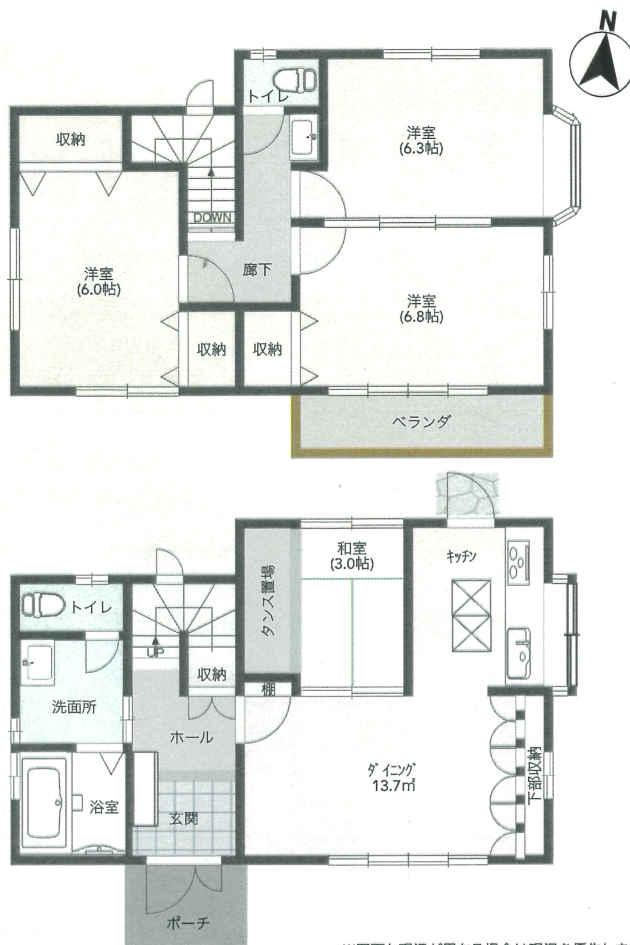 N
トイレ
収納
洋室
(6.3帖)
DOWN
洋室
(6.0帖)
廊下
洋室
(6.8帖)
収納
収納
ベランダ
和室
(3.0帖)
キッチン
タンス置場
トイレ
UP
収納
棚
洗面所
ホール
ダイニング
13.7㎡
下部収納
浴室
玄関
ポーチ